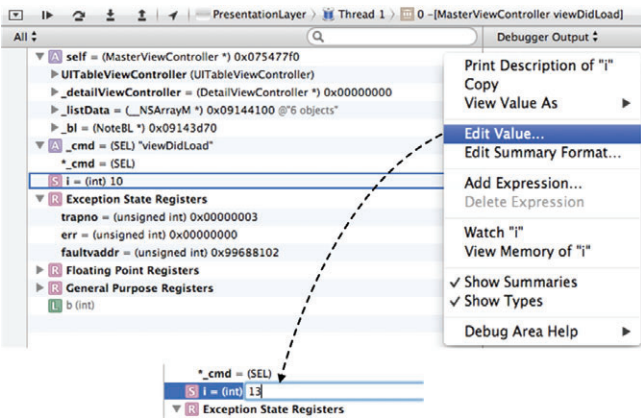 PresentationLayer 〉 Thread 1 〉 0 -[MasterViewController viewDidLoad]
All
Debugger Output
A self = (MasterViewController *) 0x075477f0
UITableViewController (UITableViewController)
_detailViewController = (DetailViewController *) 0x00000000
_listData = (__NSArrayM *) 0x09144100 @"6 objects"
_bl = (NoteBL *) 0x09143d70
A _cmd = (SEL) "viewDidLoad"
*_cmd = (SEL)
S i = (int) 10
R Exception State Registers
trapno = (unsigned int) 0x00000003
err = (unsigned int) 0x00000000
faultvaddr = (unsigned int) 0x99688102
R Floating Point Registers
R General Purpose Registers
L b (int)
Print Description of "i"
Copy
View Value As
Edit Value...
Edit Summary Format...
Add Expression...
Delete Expression
Watch "i"
View Memory of "i"
✓ Show Summaries
✓ Show Types
Debug Area Help
*_cmd = (SEL)
S i = (int) 13
R Exception State Registers